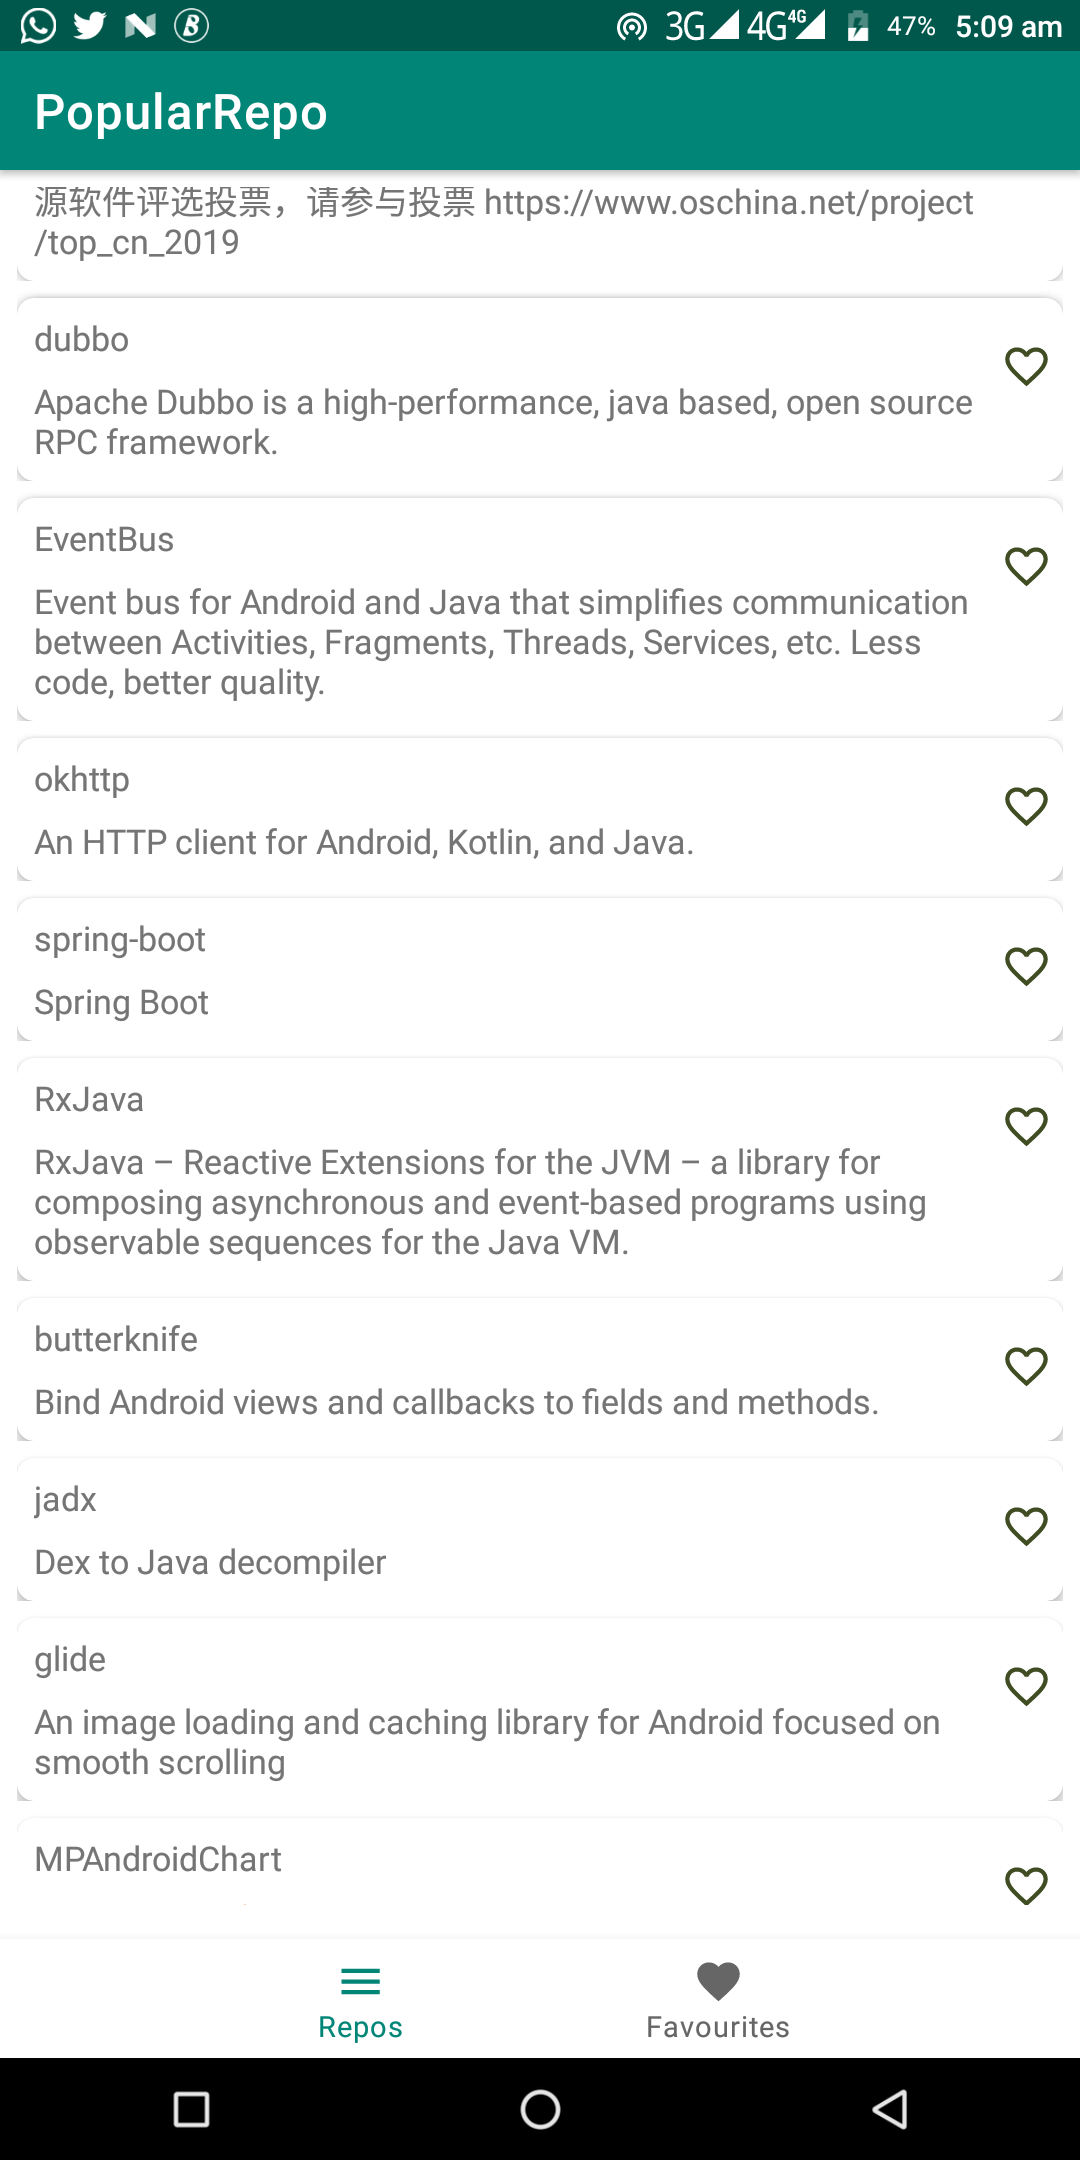 3G 4G 4G 47% 5:09 am
PopularRepo
源软件评选投票，请参与投票 https://www.oschina.net/project
/top_cn_2019
dubbo
Apache Dubbo is a high-performance, java based, open source
RPC framework.
EventBus
Event bus for Android and Java that simplifies communication
between Activities, Fragments, Threads, Services, etc. Less
code, better quality.
okhttp
An HTTP client for Android, Kotlin, and Java.
spring-boot
Spring Boot
RxJava
RxJava – Reactive Extensions for the JVM – a library for
composing asynchronous and event-based programs using
observable sequences for the Java VM.
butterknife
Bind Android views and callbacks to fields and methods.
jadx
Dex to Java decompiler
glide
An image loading and caching library for Android focused on
smooth scrolling
MPAndroidChart
Repos
Favourites